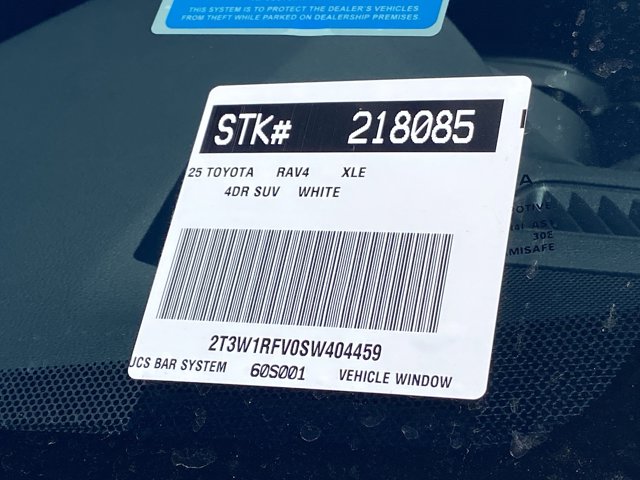 THIS SYSTEM IS TO PROTECT THE DEALER'S VEHICLES
FROM THEFT WHILE PARKED ON DEALERSHIP PREMISES
STK# 218085
25 TOYOTA RAV4 XLE
4DR SUV WHITE
2T3W1RFV0SW404459
UCS BAR SYSTEM 60S001 VEHICLE WINDOW